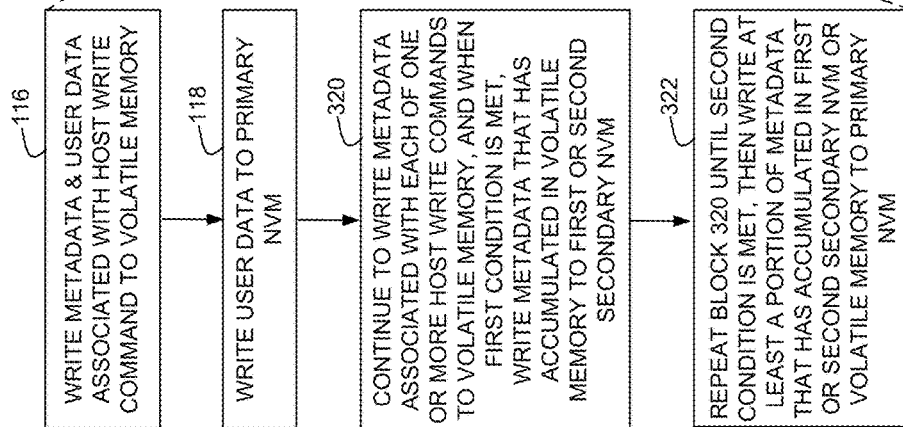 116
WRITE METADATA & USER DATA
ASSOCIATED WITH HOST WRITE
COMMAND TO VOLATILE MEMORY
118
WRITE USER DATA TO PRIMARY
NVM
320
CONTINUE TO WRITE METADATA
ASSOCIATED WITH EACH OF ONE
OR MORE HOST WRITE COMMANDS
TO VOLATILE MEMORY, AND WHEN
FIRST CONDITION IS MET,
WRITE METADATA THAT HAS
ACCUMULATED IN VOLATILE
MEMORY TO FIRST OR SECOND
SECONDARY NVM
322
REPEAT BLOCK 320 UNTIL SECOND
CONDITION IS MET, THEN WRITE AT
LEAST A PORTION OF METADATA
THAT HAS ACCUMULATED IN FIRST
OR SECOND SECONDARY NVM OR
VOLATILE MEMORY TO PRIMARY
NVM